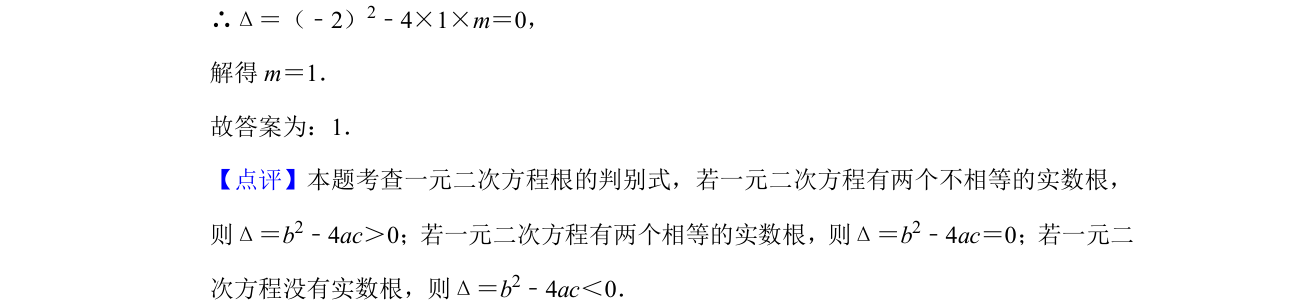 ∴Δ＝（﹣2）²﹣4×1×m＝0，
解得 m＝1．
故答案为：1．
【点评】本题考查一元二次方程根的判别式，若一元二次方程有两个不相等的实数根，
则Δ＝b²﹣4ac＞0；若一元二次方程有两个相等的实数根，则Δ＝b²﹣4ac＝0；若一元二
次方程没有实数根，则Δ＝b²﹣4ac＜0．